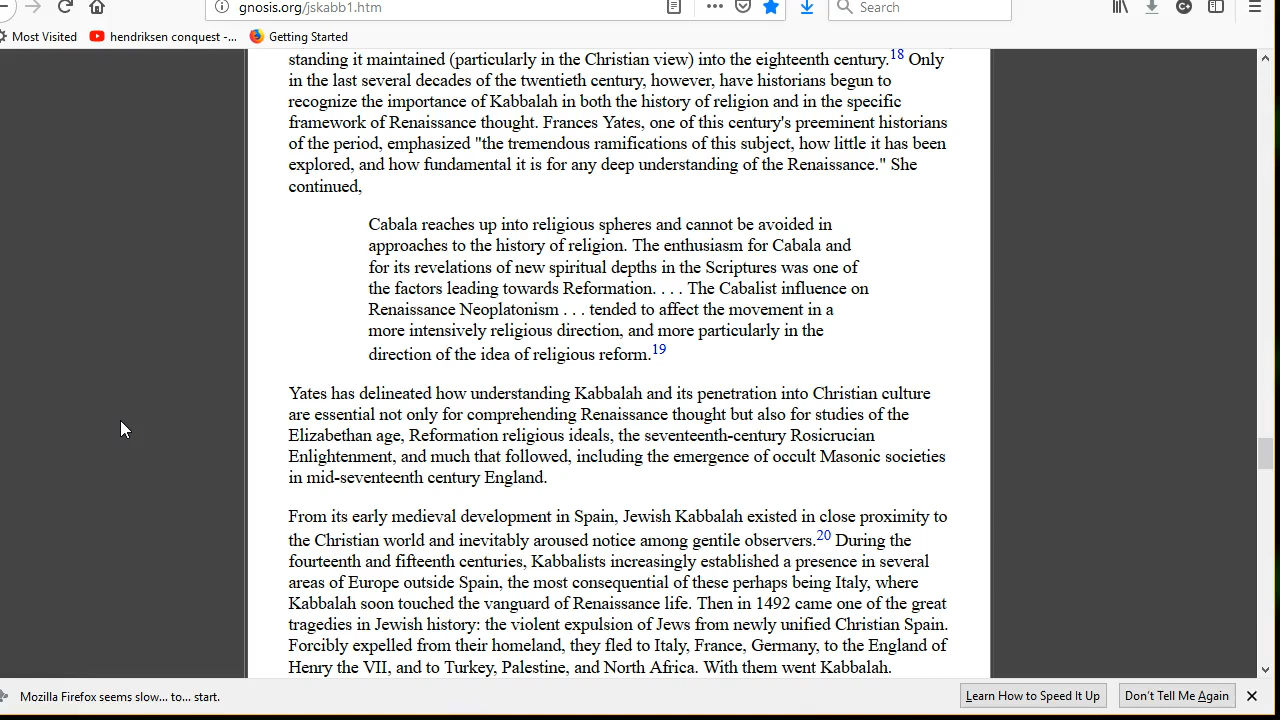 gnosis.org/jskabb1.htm
Search
Most Visited
hendriksen conquest -...
Getting Started
standing it maintained (particularly in the Christian view) into the eighteenth century.18 Only
in the last several decades of the twentieth century, however, have historians begun to
recognize the importance of Kabbalah in both the history of religion and in the specific
framework of Renaissance thought. Frances Yates, one of this century's preeminent historians
of the period, emphasized "the tremendous ramifications of this subject, how little it has been
explored, and how fundamental it is for any deep understanding of the Renaissance." She
continued,
Cabala reaches up into religious spheres and cannot be avoided in
approaches to the history of religion. The enthusiasm for Cabala and
for its revelations of new spiritual depths in the Scriptures was one of
the factors leading towards Reformation. . . . The Cabalist influence on
Renaissance Neoplatonism . . . tended to affect the movement in a
more intensively religious direction, and more particularly in the
direction of the idea of religious reform.19
Yates has delineated how understanding Kabbalah and its penetration into Christian culture
are essential not only for comprehending Renaissance thought but also for studies of the
Elizabethan age, Reformation religious ideals, the seventeenth-century Rosicrucian
Enlightenment, and much that followed, including the emergence of occult Masonic societies
in mid-seventeenth century England.
From its early medieval development in Spain, Jewish Kabbalah existed in close proximity to
the Christian world and inevitably aroused notice among gentile observers.20 During the
fourteenth and fifteenth centuries, Kabbalists increasingly established a presence in several
areas of Europe outside Spain, the most consequential of these perhaps being Italy, where
Kabbalah soon touched the vanguard of Renaissance life. Then in 1492 came one of the great
tragedies in Jewish history: the violent expulsion of Jews from newly unified Christian Spain.
Forcibly expelled from their homeland, they fled to Italy, France, Germany, to the England of
Henry the VII, and to Turkey, Palestine, and North Africa. With them went Kabbalah.
Mozilla Firefox seems slow... to... start.
Learn How to Speed It Up
Don't Tell Me Again